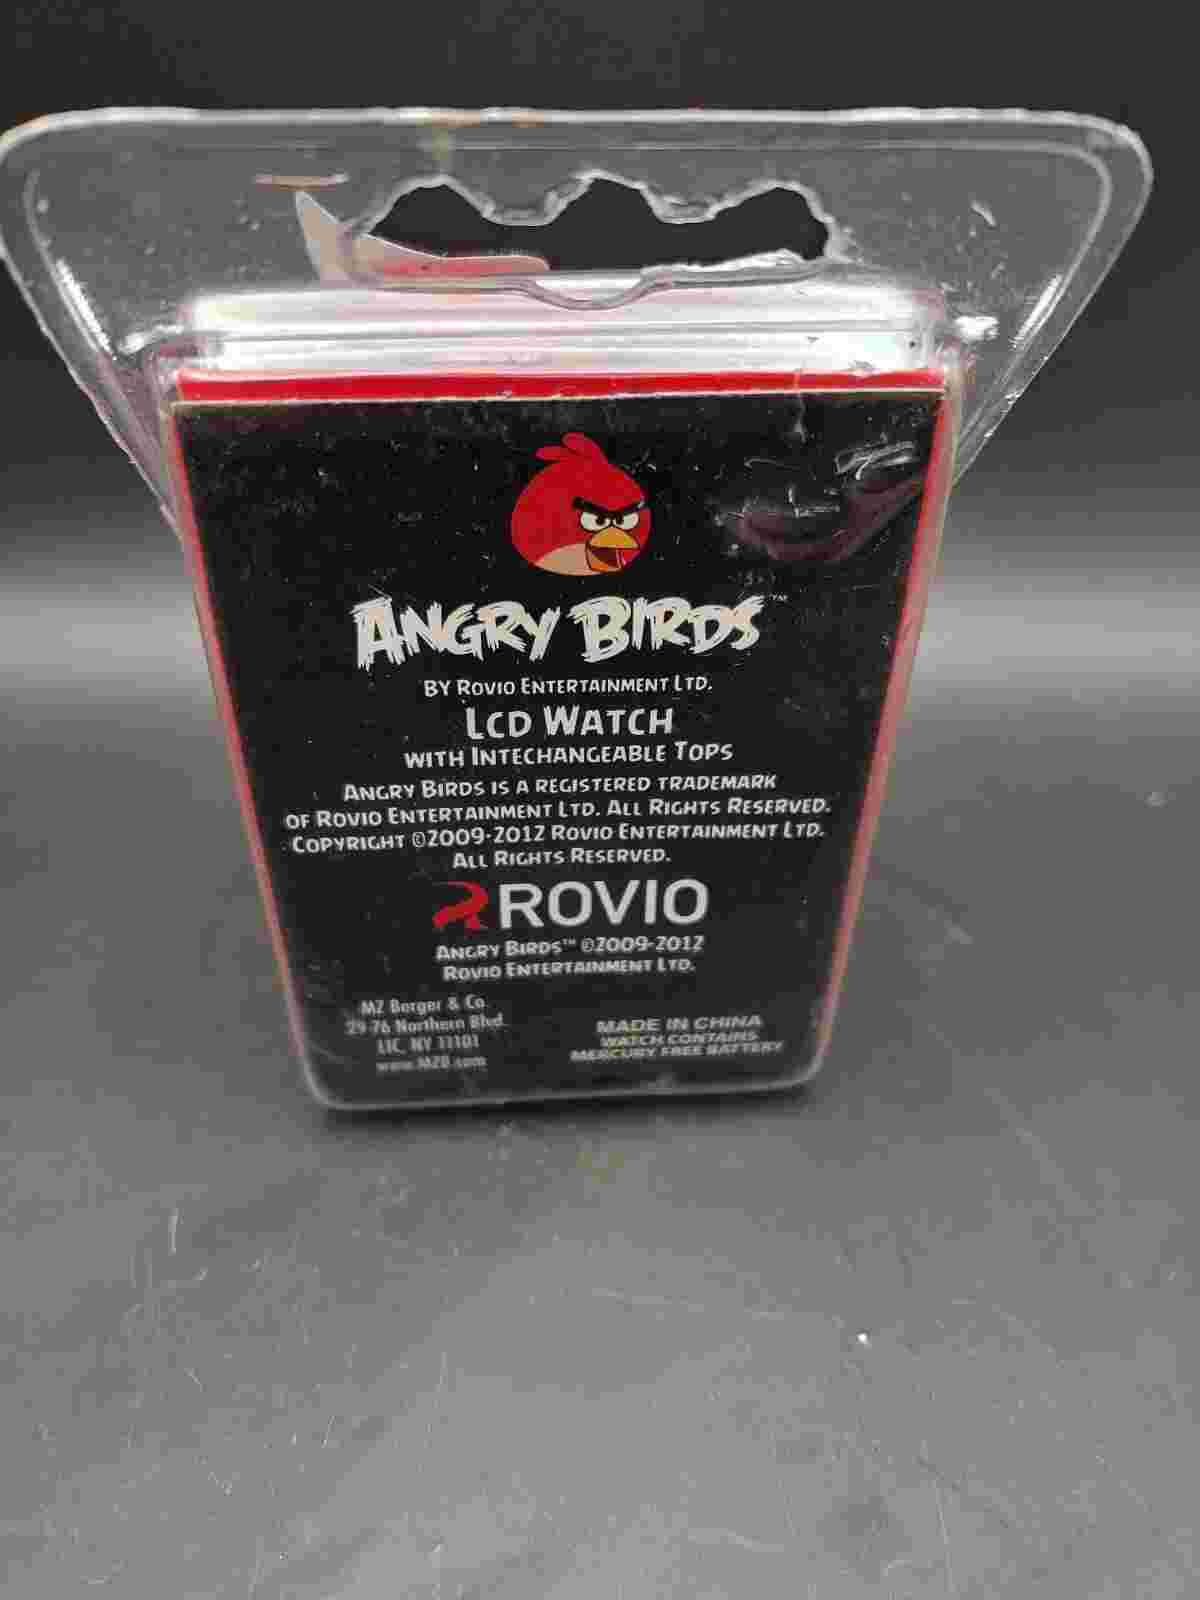 ANGRY BIRDS™
BY ROVIO ENTERTAINMENT LTD.
LCD WATCH
WITH INTECHANGEABLE TOPS
ANGRY BIRDS IS A REGISTERED TRADEMARK
OF ROVIO ENTERTAINMENT LTD. ALL RIGHTS RESERVED.
COPYRIGHT ©2009-2012 ROVIO ENTERTAINMENT LTD.
ALL RIGHTS RESERVED.
ROVIO
ANGRY BIRDS™ ©2009-2012
ROVIO ENTERTAINMENT LTD.
MZ Berger & Co.
29-76 Northern Blvd.
LIC, NY 11101
www.MZB.com
MADE IN CHINA
WATCH CONTAINS
MERCURY FREE BATTERY